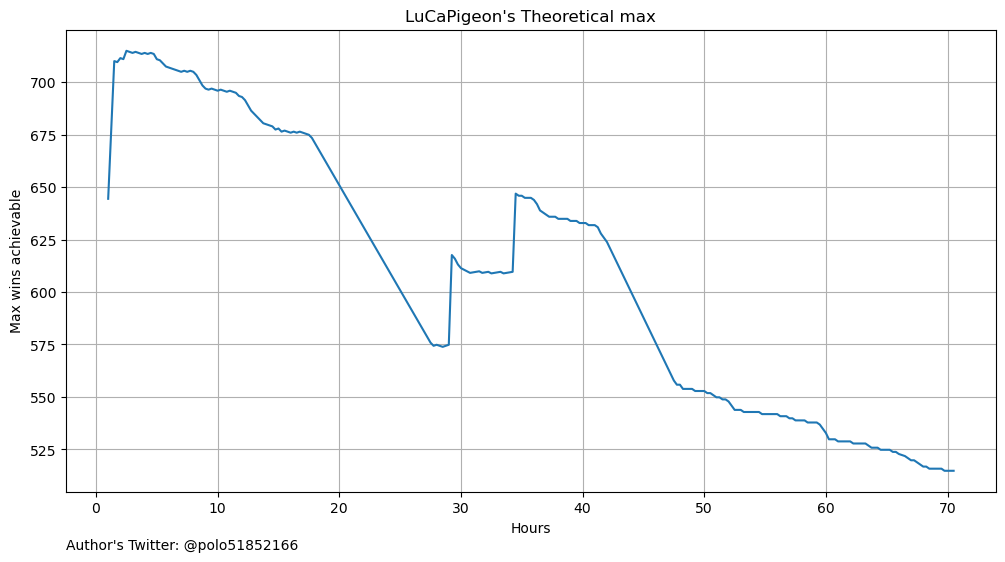 LuCaPigeon's Theoretical max
Max wins achievable
700
675
650
625
600
575
550
525
0 10 20 30 40 50 60 70
Hours
Author's Twitter: @polo51852166